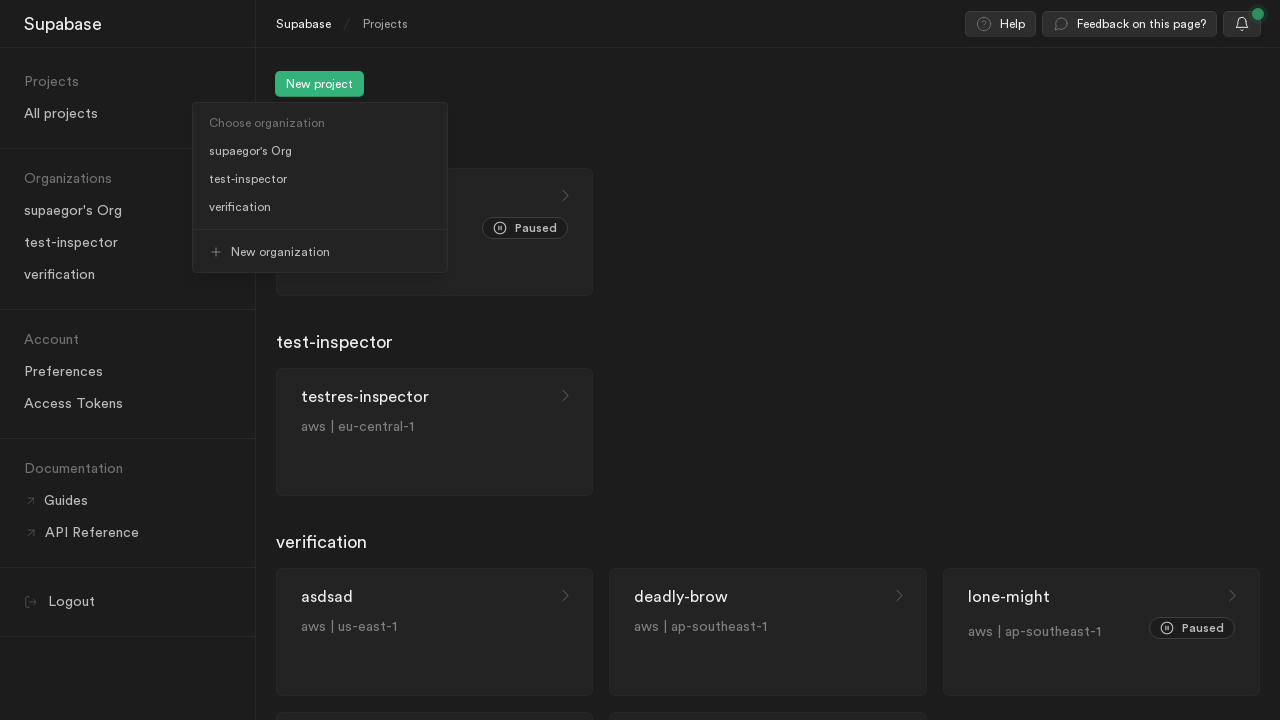 Supabase
Supabase / Projects
Help
Feedback on this page?
Projects
All projects
Organizations
supaegor's Org
test-inspector
verification
Account
Preferences
Access Tokens
Documentation
Guides
API Reference
Logout
New project
Choose organization
supaegor's Org
test-inspector
verification
New organization
Paused
test-inspector
testres-inspector
aws | eu-central-1
verification
asdsad
aws | us-east-1
deadly-brow
aws | ap-southeast-1
lone-might
aws | ap-southeast-1
Paused